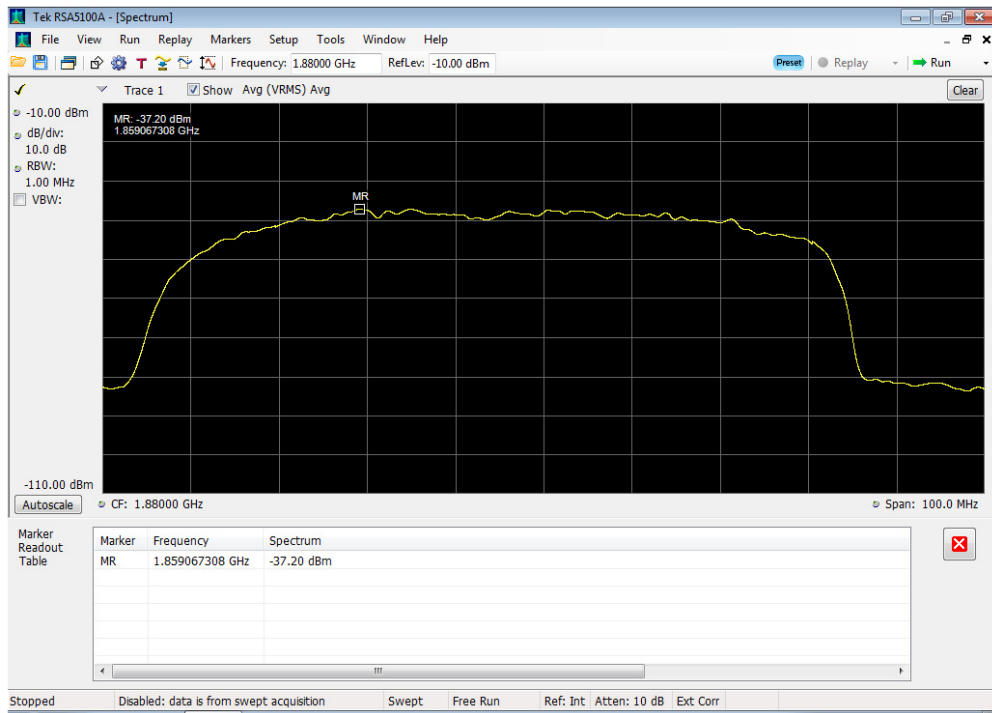 Tek RSA5100A - [Spectrum]
File View Run Replay Markers Setup Tools Window Help
T Frequency: 1.88000 GHz RefLev: -10.00 dBm Preset Replay Run
Trace 1 Show Avg (VRMS) Avg Clear
-10.00 dBm
dB/div:
10.0 dB
RBW:
1.00 MHz
VBW:
MR: -37.20 dBm
1.859067308 GHz
MR
-110.00 dBm
Autoscale CF: 1.88000 GHz Span: 100.0 MHz
Marker
Readout
Table
Marker Frequency Spectrum
MR 1.859067308 GHz -37.20 dBm
Stopped Disabled: data is from swept acquisition Swept Free Run Ref: Int Atten: 10 dB Ext Corr